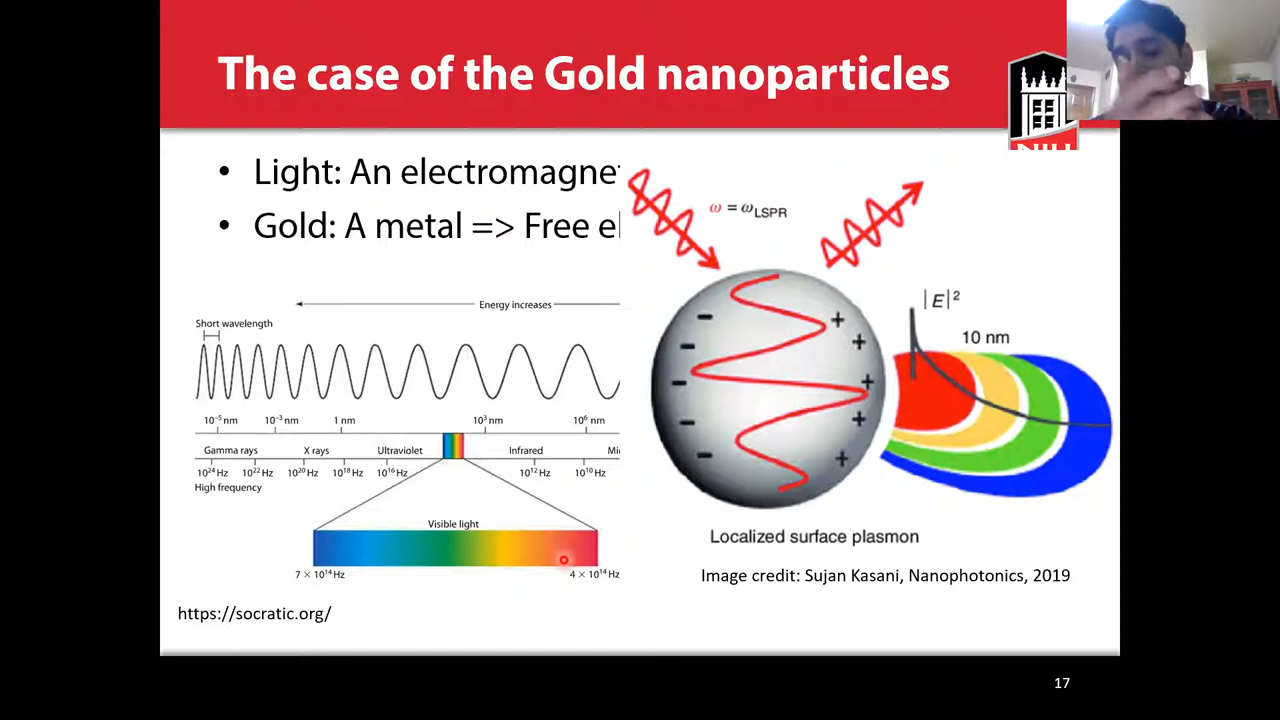 The case of the Gold nanoparticles
• Light: An electromagne
• Gold: A metal => Free el
Energy increases
Short wavelength
10⁻⁵ nm 10⁻³ nm 1 nm 10³ nm 10⁶ nm
Gamma rays X rays Ultraviolet Infrared Mi
10²⁴ Hz 10²² Hz 10²⁰ Hz 10¹⁸ Hz 10¹⁶ Hz 10¹² Hz 10¹⁰ Hz
High frequency
Visible light
7 × 10¹⁴ Hz 4 × 10¹⁴ Hz
https://socratic.org/
ω = ωLSPR
|E|²
10 nm
Localized surface plasmon
Image credit: Sujan Kasani, Nanophotonics, 2019
17